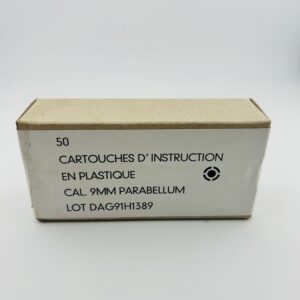 50
CARTOUCHES D'INSTRUCTION
EN PLASTIQUE
CAL. 9MM PARABELLUM
LOT DAG91H1389